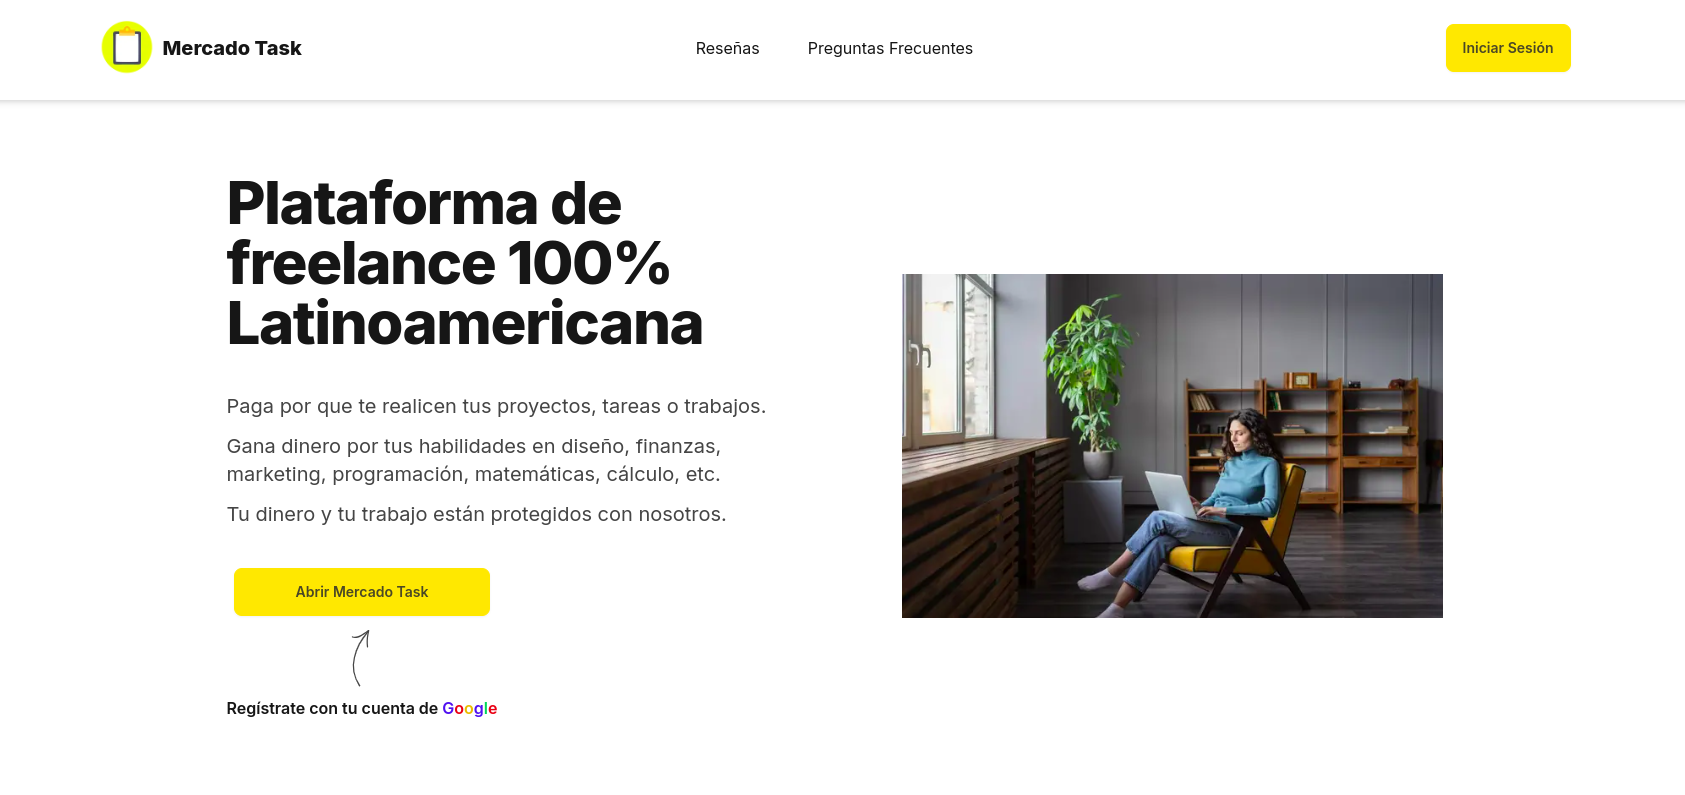 Mercado Task
Reseñas
Preguntas Frecuentes
Iniciar Sesión
Plataforma de
freelance 100%
Latinoamericana
Paga por que te realicen tus proyectos, tareas o trabajos.
Gana dinero por tus habilidades en diseño, finanzas,
marketing, programación, matemáticas, cálculo, etc.
Tu dinero y tu trabajo están protegidos con nosotros.
Abrir Mercado Task
Regístrate con tu cuenta de Google